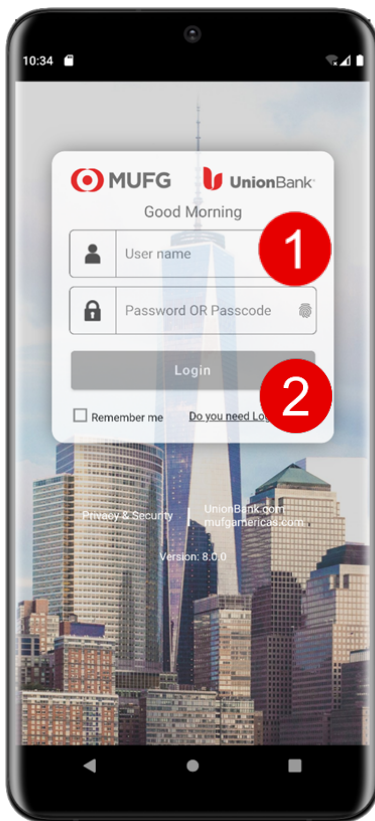 10:34
MUFG UnionBank
Good Morning
User name
1
Password OR Passcode
Login
2
Remember me Do you need
Privacy & Security | UnionBank.com
mufgamericas.com
Version: 8.0.0